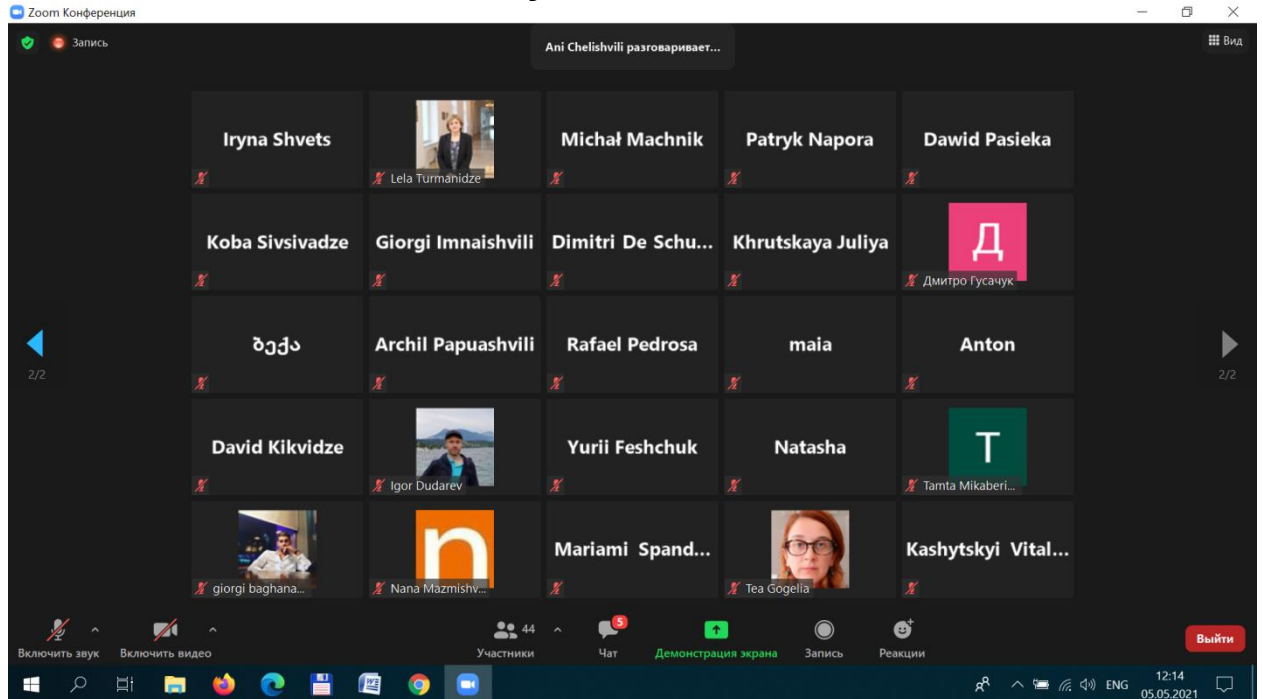 Zoom Конференция
Запись
Ani Chelishvili разговаривает...
Вид
Iryna Shvets
Lela Turmanidze
Michał Machnik
Patryk Napora
Dawid Pasieka
Koba Sivsivadze
Giorgi Imnaishvili
Dimitri De Schu...
Khrutskaya Juliya
Д
Дмитро Гусачук
ბექა
Archil Papuashvili
Rafael Pedrosa
maia
Anton
2/2
2/2
David Kikvidze
Igor Dudarev
Yurii Feshchuk
Natasha
T
Tamta Mikaberi...
giorgi baghana...
n
Nana Mazmishv...
Mariami Spand...
Tea Gogelia
Kashytskyi Vital...
Включить звук
Включить видео
44
Участники
5
Чат
Демонстрация экрана
Запись
Реакции
Выйти
ENG
12:14
05.05.2021